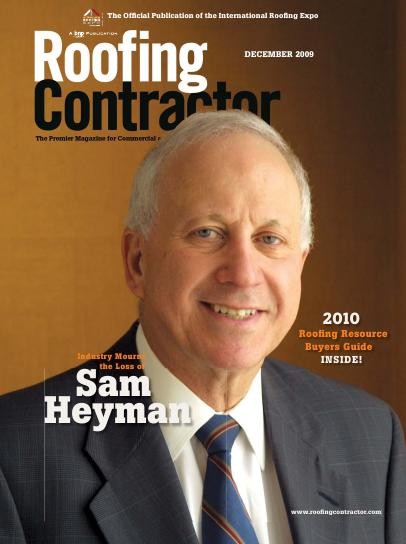 The Official Publication of the International Roofing Expo
A bnp PUBLICATION
Roofing
DECEMBER 2009
Contractor
The Premier Magazine for Commercial
2010
Roofing Resource
Buyers Guide
INSIDE!
Industry Mourns
the Loss of
Sam
Heyman
www.roofingcontractor.com